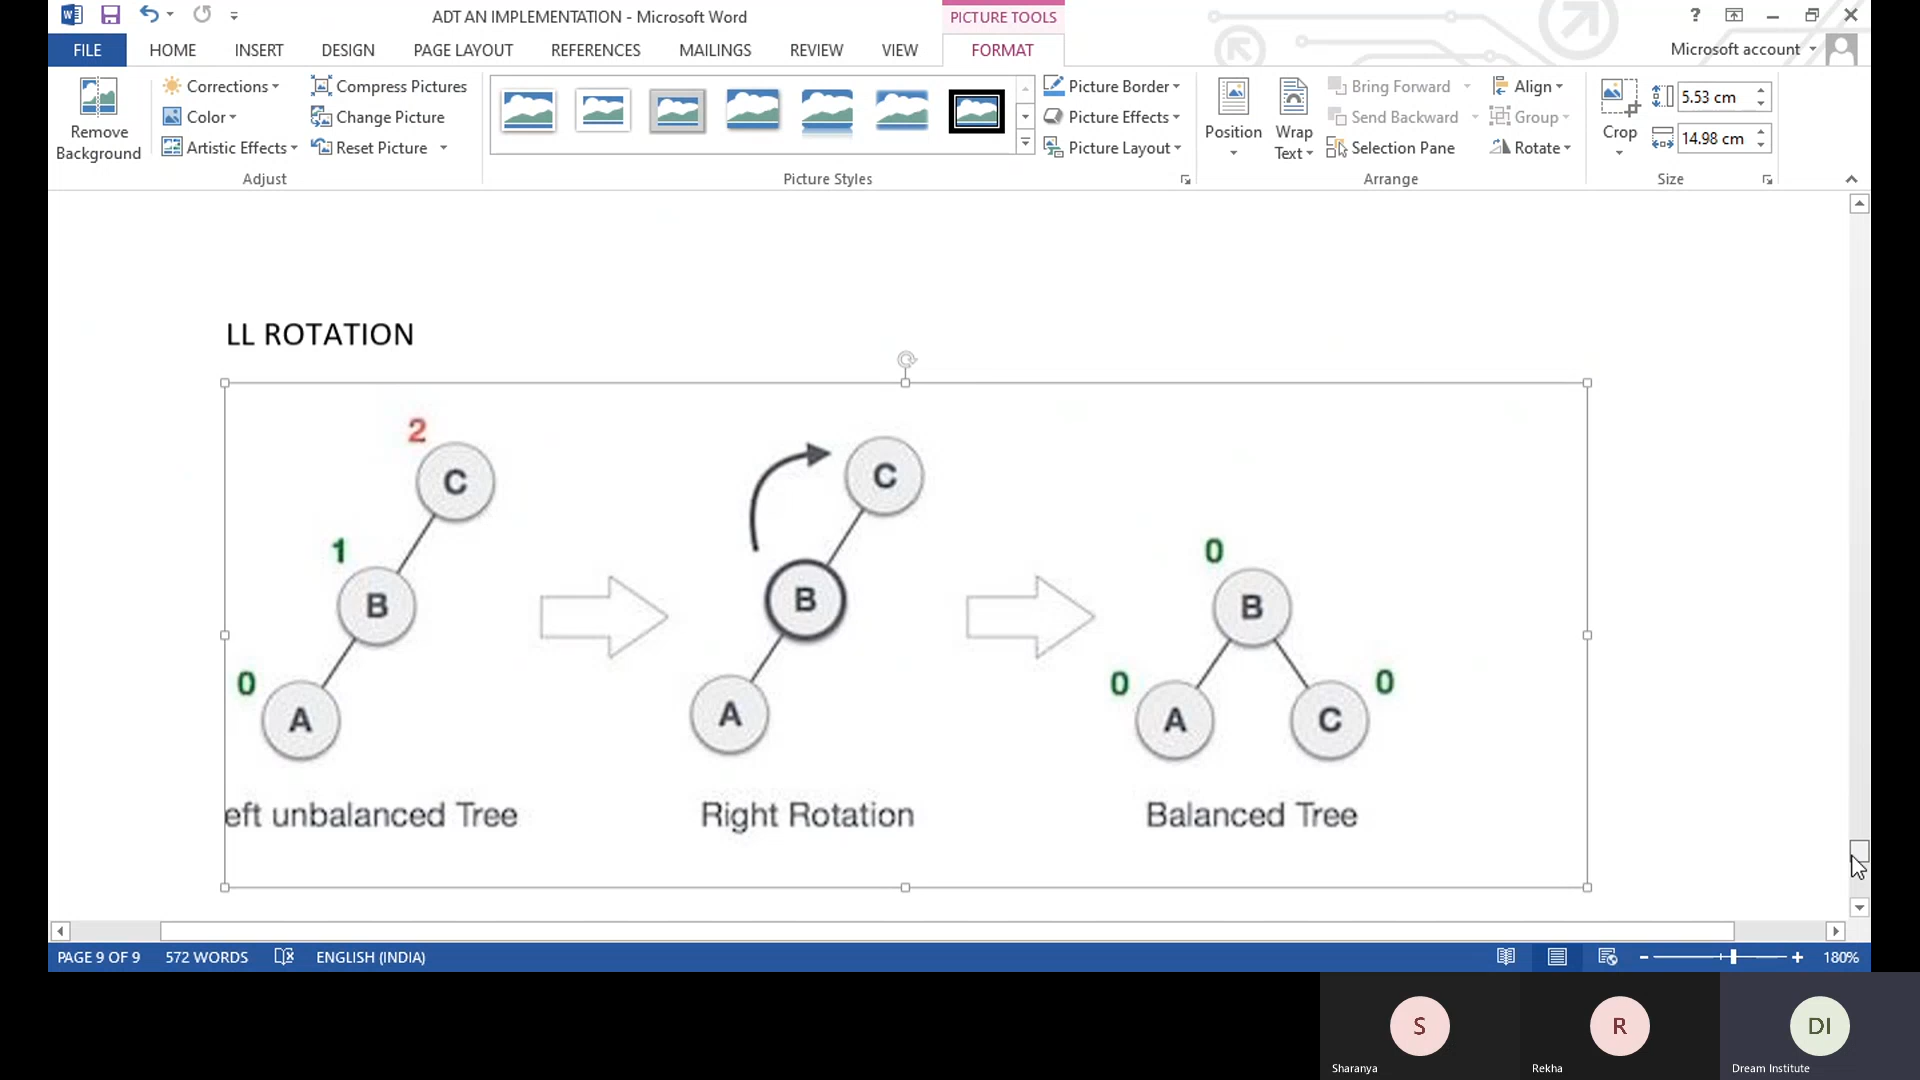 ADT AN IMPLEMENTATION - Microsoft Word
PICTURE TOOLS
?
FILE HOME INSERT DESIGN PAGE LAYOUT REFERENCES MAILINGS REVIEW VIEW FORMAT
Microsoft account
Remove Background
Corrections
Color
Artistic Effects
Compress Pictures
Change Picture
Reset Picture
Adjust
Picture Styles
Picture Border
Picture Effects
Picture Layout
Position
Wrap Text
Bring Forward
Send Backward
Selection Pane
Align
Group
Rotate
Arrange
Crop
5.53 cm
14.98 cm
Size
LL ROTATION
2
C
1
B
0
A
eft unbalanced Tree
C
B
A
Right Rotation
0
B
0
A
C
0
Balanced Tree
PAGE 9 OF 9 572 WORDS ENGLISH (INDIA)
180%
S
Sharanya
R
Rekha
DI
Dream Institute